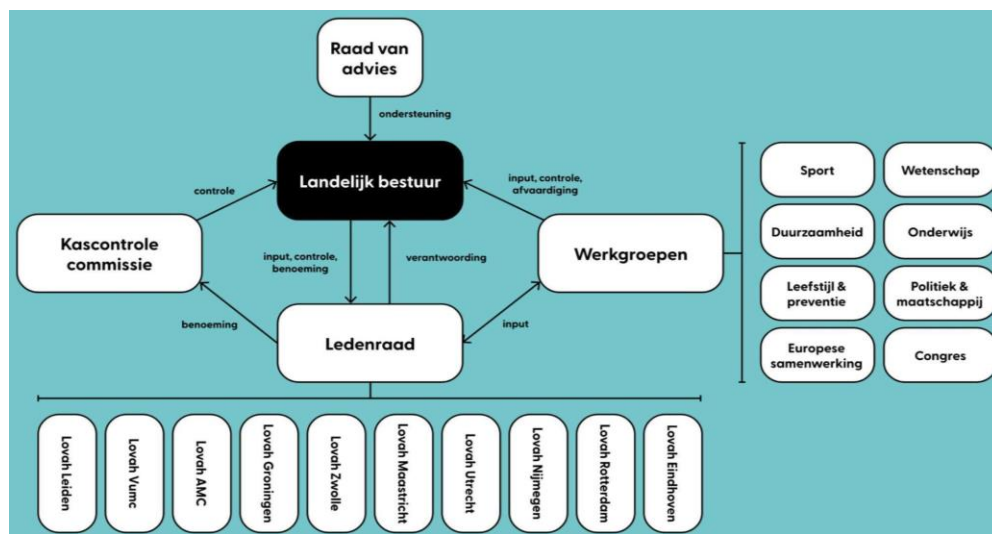 Raad van
advies
ondersteuning
Landelijk bestuur
controle
input, controle,
afvaardiging
Kascontrole
commissie
input, controle,
benoeming
verantwoording
Werkgroepen
benoeming
input
Ledenraad
Sport
Wetenschap
Duurzaamheid
Onderwijs
Leefstijl &
preventie
Politiek &
maatschappij
Europese
samenwerking
Congres
Lovah Leiden
Lovah Vumc
Lovah AMC
Lovah Groningen
Lovah Zwolle
Lovah Maastricht
Lovah Utrecht
Lovah Nijmegen
Lovah Rotterdam
Lovah Eindhoven